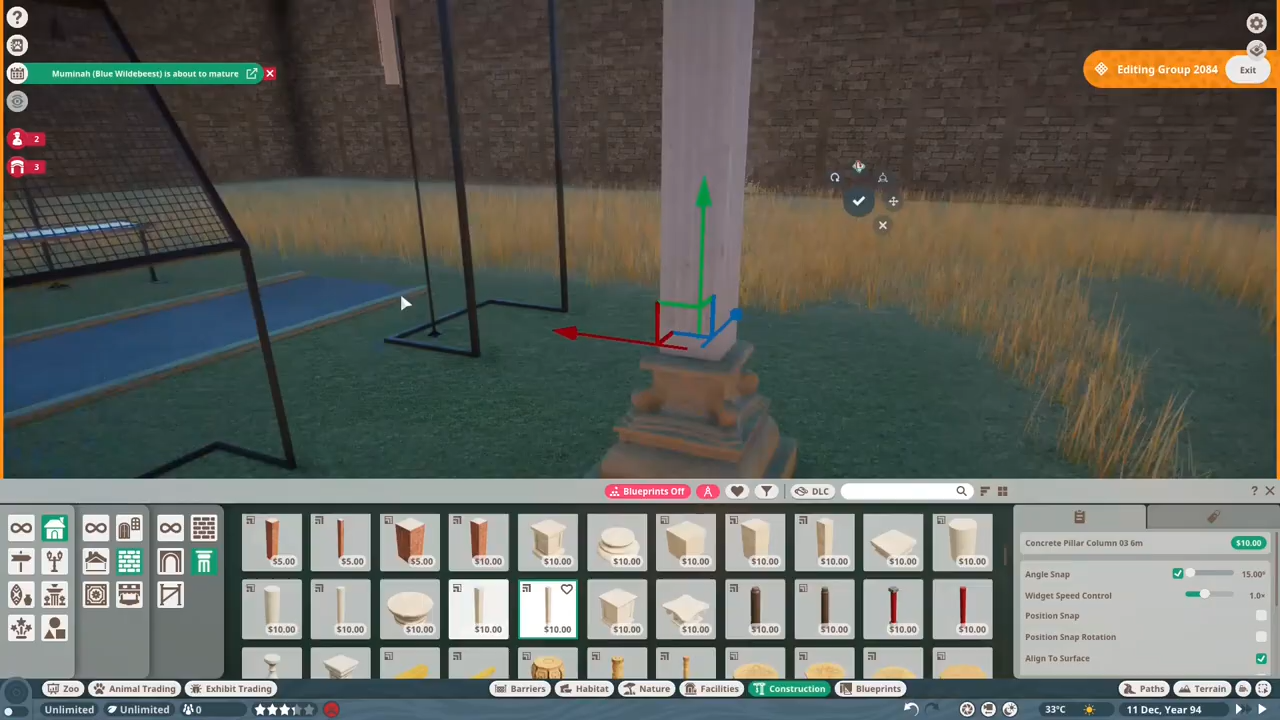 Muminah (Blue Wildebeest) is about to mature
Editing Group 2084
Exit
2
3
Blueprints Off
DLC
$5.00 $5.00 $5.00 $10.00 $10.00 $10.00 $10.00 $10.00 $10.00 $10.00 $10.00
$10.00 $10.00 $10.00 $10.00 $10.00 $10.00 $10.00 $10.00 $10.00 $10.00 $10.00
Concrete Pillar Column 03 6m $10.00
Angle Snap 15.00°
Widget Speed Control 1.0×
Position Snap
Position Snap Rotation
Align To Surface
Zoo Animal Trading Exhibit Trading Barriers Habitat Nature Facilities Construction Blueprints Paths Terrain
Unlimited Unlimited 0 33°C 11 Dec, Year 94